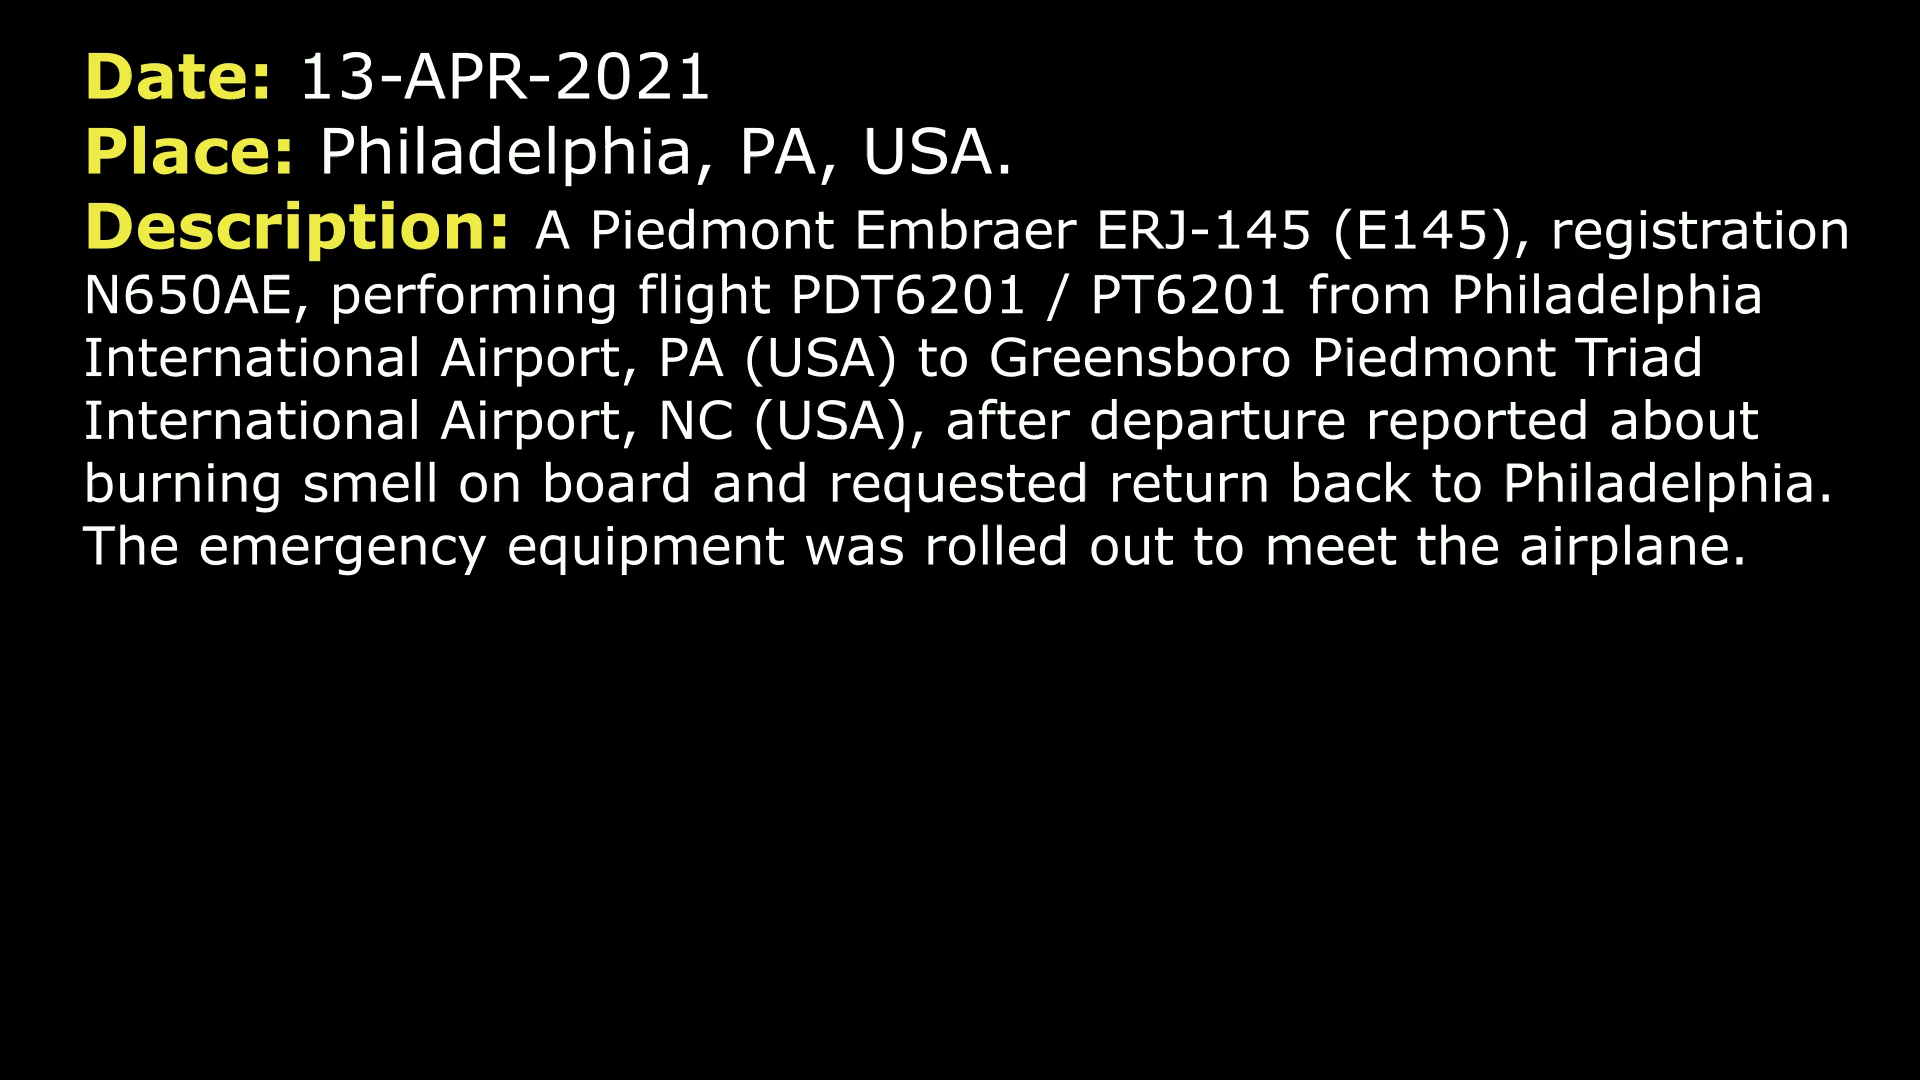 Date: 13-APR-2021
Place: Philadelphia, PA, USA.
Description: A Piedmont Embraer ERJ-145 (E145), registration
N650AE, performing flight PDT6201 / PT6201 from Philadelphia
International Airport, PA (USA) to Greensboro Piedmont Triad
International Airport, NC (USA), after departure reported about
burning smell on board and requested return back to Philadelphia.
The emergency equipment was rolled out to meet the airplane.